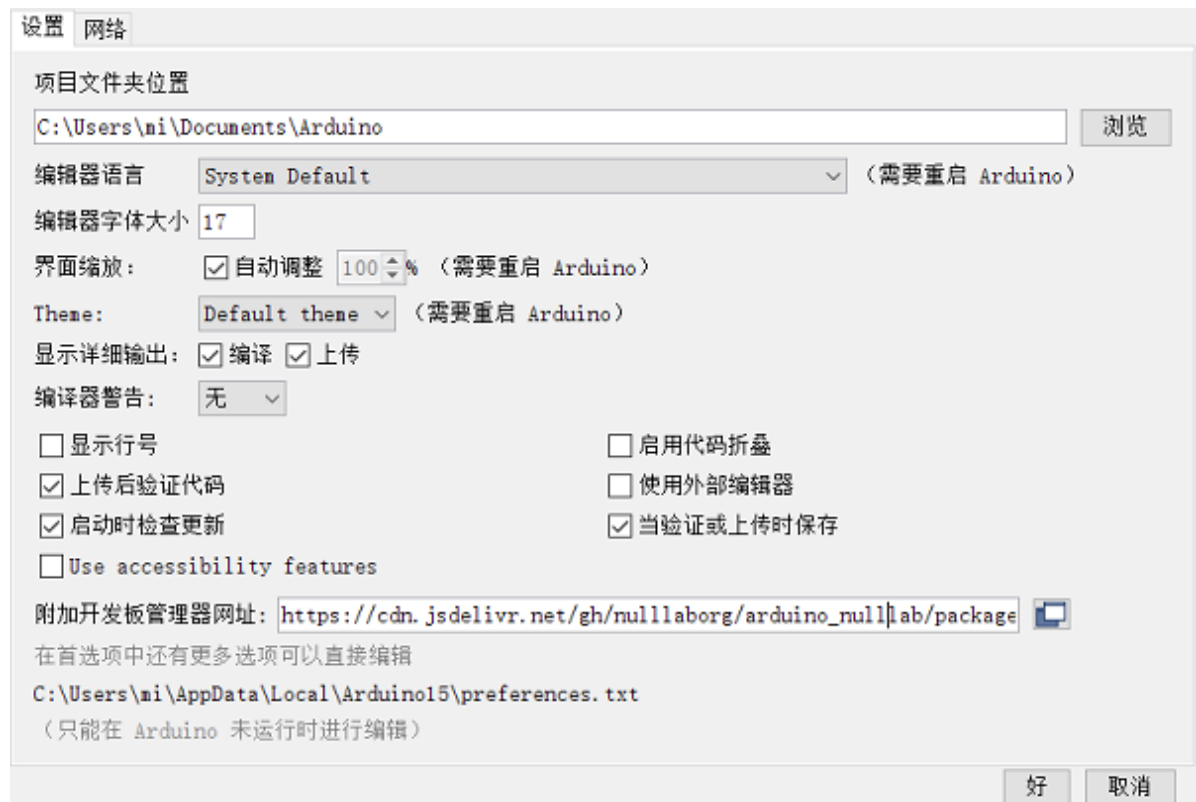 设置 网络
项目文件夹位置
C:\Users\mi\Documents\Arduino 浏览
编辑器语言 System Default （需要重启 Arduino）
编辑器字体大小 17
界面缩放： 自动调整 100 % （需要重启 Arduino）
Theme: Default theme （需要重启 Arduino）
显示详细输出： 编译 上传
编译器警告： 无
显示行号 启用代码折叠
上传后验证代码 使用外部编辑器
启动时检查更新 当验证或上传时保存
Use accessibility features
附加开发板管理器网址: https://cdn.jsdelivr.net/gh/nulllaborg/arduino_nulllab/package
在首选项中还有更多选项可以直接编辑
C:\Users\mi\AppData\Local\Arduino15\preferences.txt
（只能在 Arduino 未运行时进行编辑）
好 取消